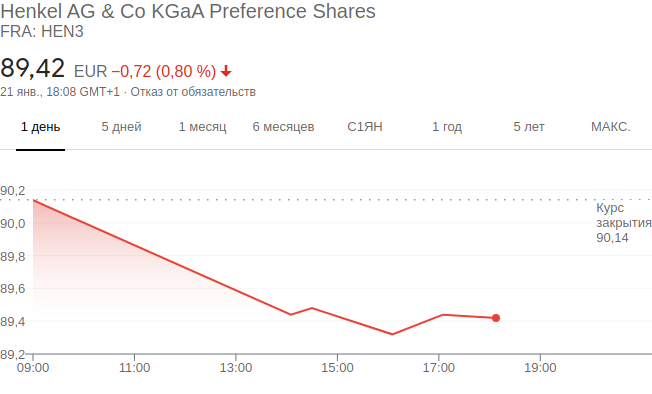 Henkel AG & Co KGaA Preference Shares
FRA: HEN3
89,42 EUR −0,72 (0,80 %)
21 янв., 18:08 GMT+1 · Отказ от обязательств
1 день 5 дней 1 месяц 6 месяцев С1ЯН 1 год 5 лет МАКС.
90,2
Курс
закрытия
90,14
90,0
89,8
89,6
89,4
89,2
09:00 11:00 13:00 15:00 17:00 19:00